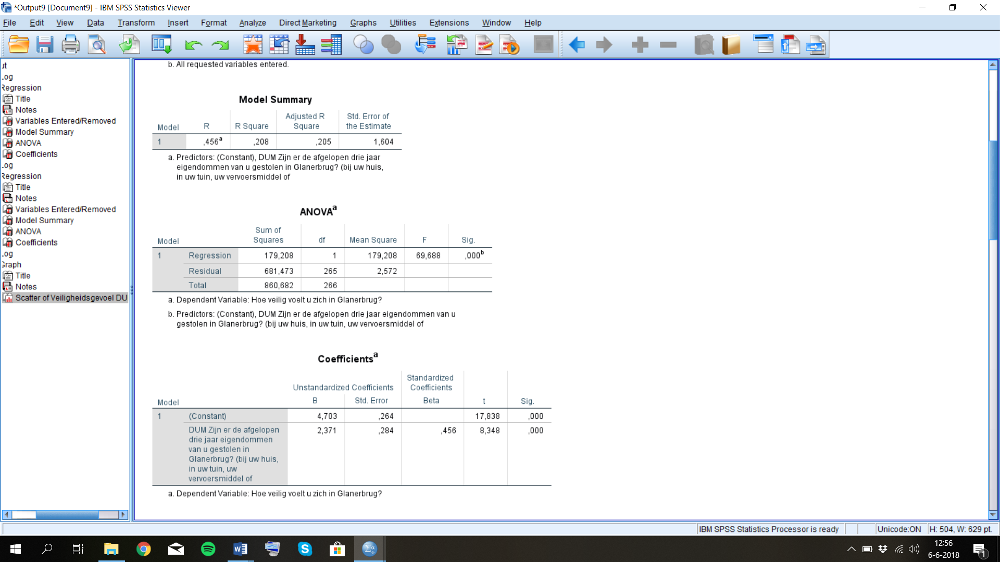 *Output9 [Document9] - IBM SPSS Statistics Viewer
File Edit View Data Transform Insert Format Analyze Direct Marketing Graphs Utilities Extensions Window Help
ut
Log
Regression
Title
Notes
Variables Entered/Removed
Model Summary
ANOVA
Coefficients
Log
Regression
Title
Notes
Variables Entered/Removed
Model Summary
ANOVA
Coefficients
Log
Graph
Title
Notes
Scatter of Veiligheidsgevoel DU
b. All requested variables entered.
Model Summary
Model R R Square Adjusted R Square Std. Error of the Estimate
1 ,456a ,208 ,205 1,604
a. Predictors: (Constant), DUM Zijn er de afgelopen drie jaar
eigendommen van u gestolen in Glanerbrug? (bij uw huis,
in uw tuin, uw vervoersmiddel of
ANOVAa
Model Sum of Squares df Mean Square F Sig.
1 Regression 179,208 1 179,208 69,688 ,000b
Residual 681,473 265 2,572
Total 860,682 266
a. Dependent Variable: Hoe veilig voelt u zich in Glanerbrug?
b. Predictors: (Constant), DUM Zijn er de afgelopen drie jaar eigendommen van u
gestolen in Glanerbrug? (bij uw huis, in uw tuin, uw vervoersmiddel of
Coefficientsa
Unstandardized Coefficients Standardized Coefficients
Model B Std. Error Beta t Sig.
1 (Constant) 4,703 ,264 17,838 ,000
DUM Zijn er de afgelopen 2,371 ,284 ,456 8,348 ,000
drie jaar eigendommen
van u gestolen in
Glanerbrug? (bij uw huis,
in uw tuin, uw
vervoersmiddel of
a. Dependent Variable: Hoe veilig voelt u zich in Glanerbrug?
IBM SPSS Statistics Processor is ready Unicode:ON H: 504, W: 629 pt.
12:56
6-6-2018
1